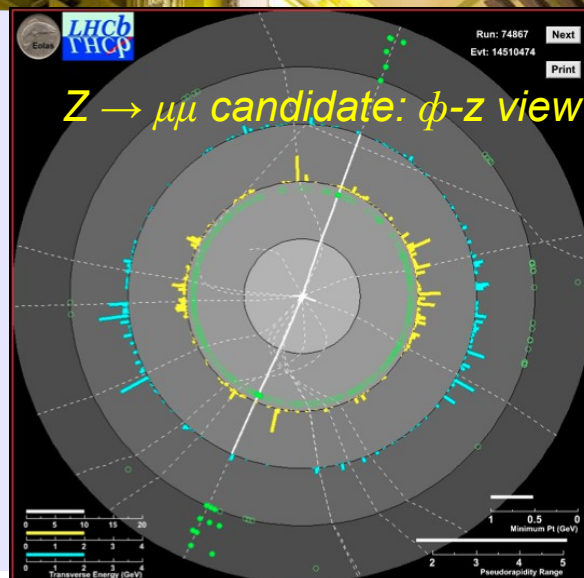 Eolas
LHCb
ГНСр
Run: 74867
Evt: 14510474
Next
Print
Z → μμ candidate: ϕ-z view
0 5 10 15 20
0 1 2 3 4
0 1 2 3 4
Transverse Energy (GeV)
1 0.5 0
Minimum Pt (GeV)
2 3 4 5
Pseudorapidity Range